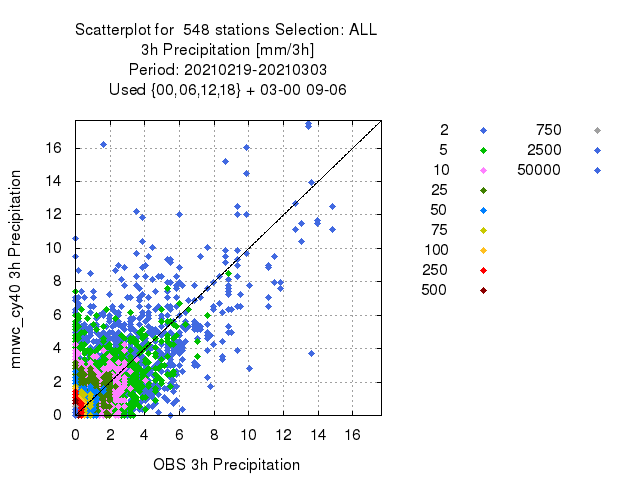 Scatterplot for 548 stations Selection: ALL
3h Precipitation [mm/3h]
Period: 20210219-20210303
Used {00,06,12,18} + 03-00 09-06
mnwc_cy40 3h Precipitation
16
14
12
10
8
6
4
2
0
0 2 4 6 8 10 12 14 16
OBS 3h Precipitation
2 750
5 2500
10 50000
25
50
75
100
250
500